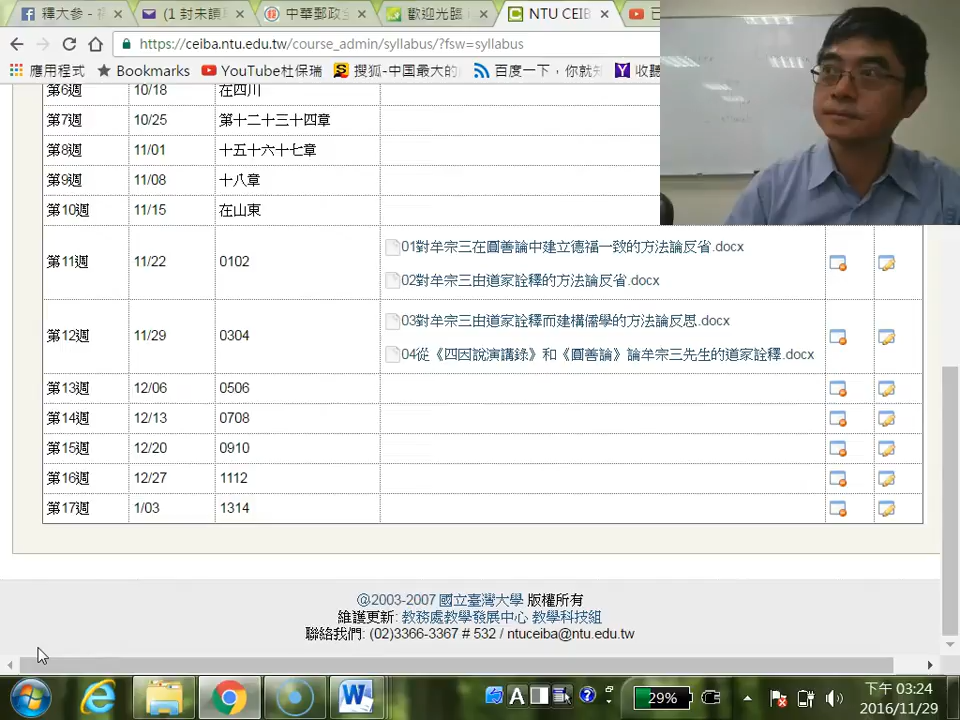 釋大參 - f
(1 封未讀
中華郵政全
歡迎光臨
NTU CEIB
已
https://ceiba.ntu.edu.tw/course_admin/syllabus/?fsw=syllabus
應用程式 Bookmarks YouTube杜保瑞 搜狐-中国最大的 百度一下，你就 收聽
第6週 10/18 在四川
第7週 10/25 第十二十三十四章
第8週 11/01 十五十六十七章
第9週 11/08 十八章
第10週 11/15 在山東
第11週 11/22 0102 01對牟宗三在圓善論中建立德福一致的方法論反省.docx
02對牟宗三由道家詮釋的方法論反省.docx
第12週 11/29 0304 03對牟宗三由道家詮釋而建構儒學的方法論反思.docx
04從《四因說演講錄》和《圓善論》論牟宗三先生的道家詮釋.docx
第13週 12/06 0506
第14週 12/13 0708
第15週 12/20 0910
第16週 12/27 1112
第17週 1/03 1314
@2003-2007 國立臺灣大學 版權所有
維護更新: 教務處教學發展中心 教學科技組
聯絡我們: (02)3366-3367 # 532 / ntuceiba@ntu.edu.tw
29%
下午 03:24
2016/11/29